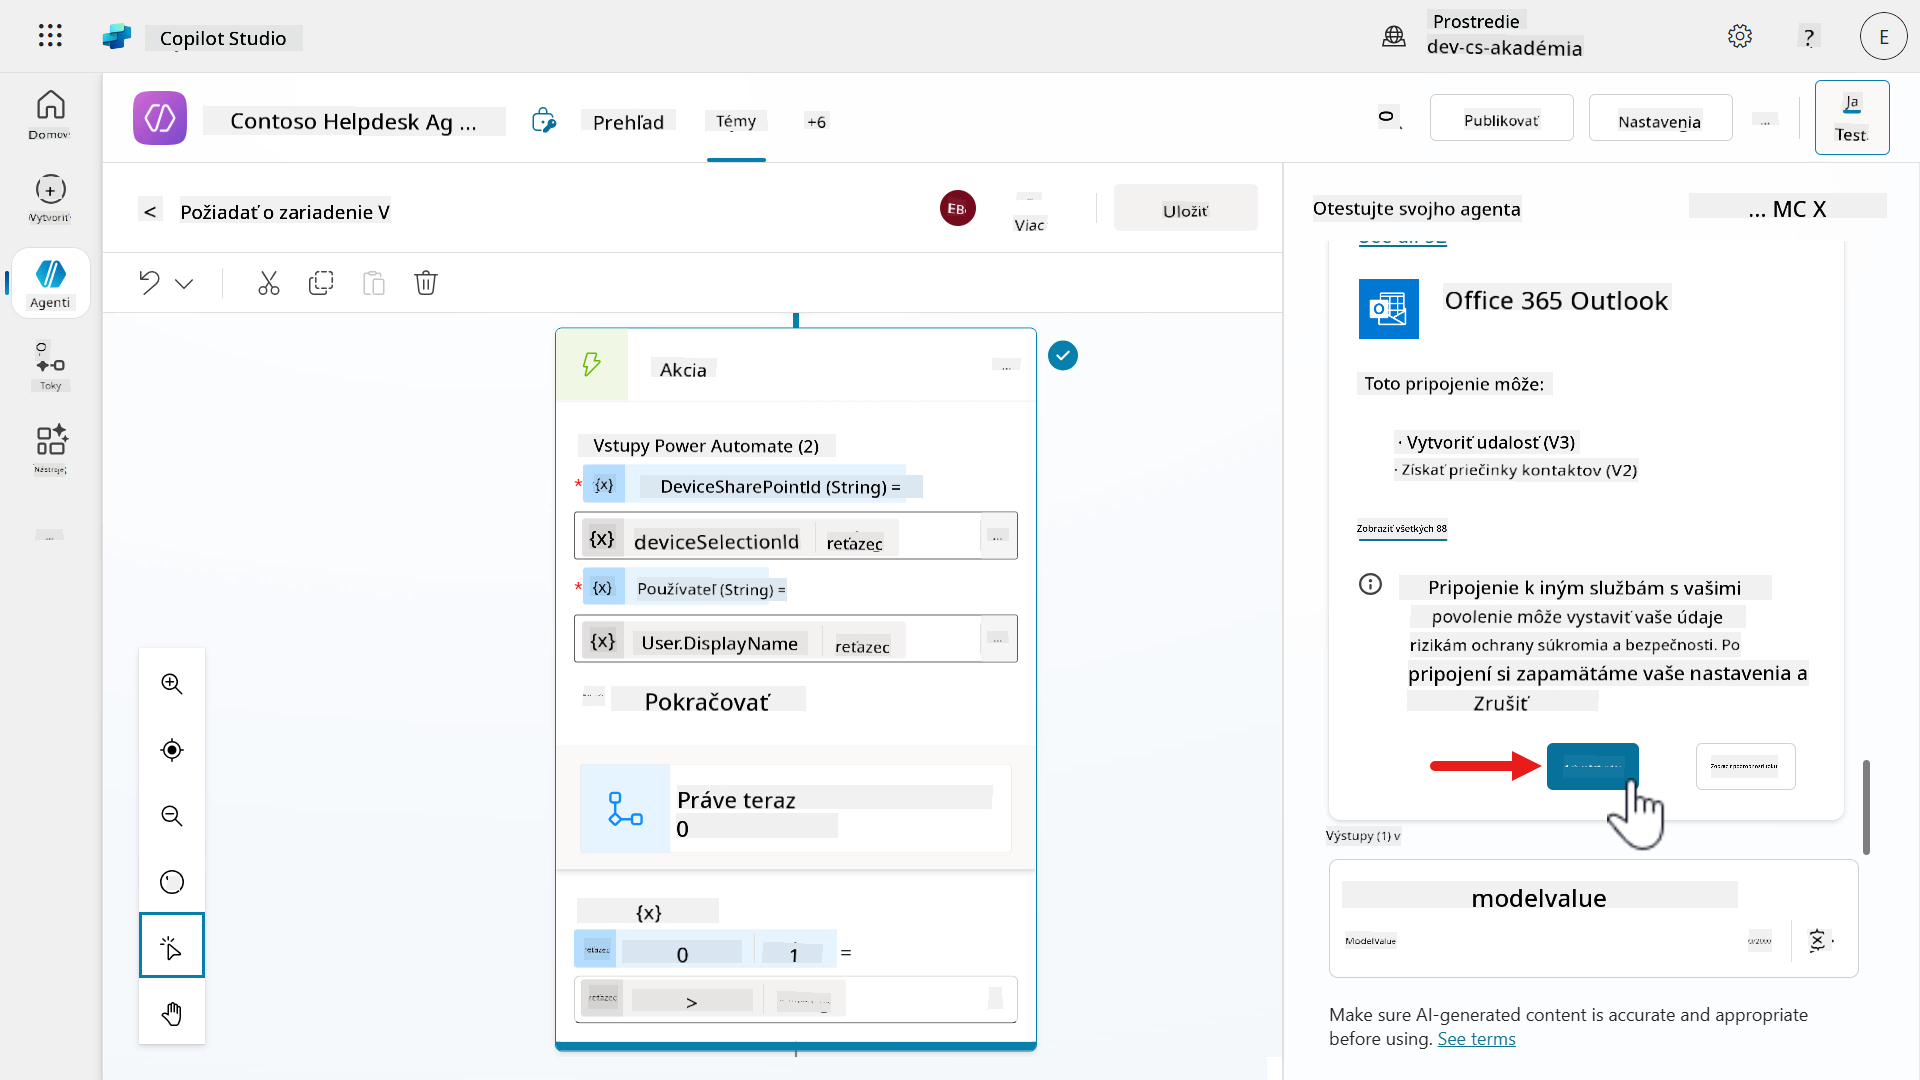 Copilot Studio
Prostredie
dev-cs-akadémia
?
E
Domov
Vytvoriť
Agenti
Toky
Nástroje
Contoso Helpdesk Ag ...
Prehľad
Témy
+6
Publikovať
Nastavenia
...
Ja
Test
<
Požiadať o zariadenie V
EB
Viac
Uložiť
Akcia
...
Vstupy Power Automate (2)
* {x} DeviceSharePointId (String) =
{x} deviceSelectionId reťazec ...
* {x} Používateľ (String) =
{x} User.DisplayName reťazec ...
Pokračovať
Práve teraz
0
{x}
reťazec 0 1 =
reťazec >
Otestujte svojho agenta
... MC X
Office 365 Outlook
Toto pripojenie môže:
· Vytvoriť udalosť (V3)
· Získať priečinky kontaktov (V2)
Zobraziť všetkých 88
Pripojenie k iným službám s vašimi
povolenie môže vystaviť vaše údaje
rizikám ochrany súkromia a bezpečnosti. Po
pripojení si zapamätáme vaše nastavenia a
Zrušiť
Výstupy (1) v
modelvalue
ModelValue
0/2000
Make sure AI-generated content is accurate and appropriate
before using. See terms